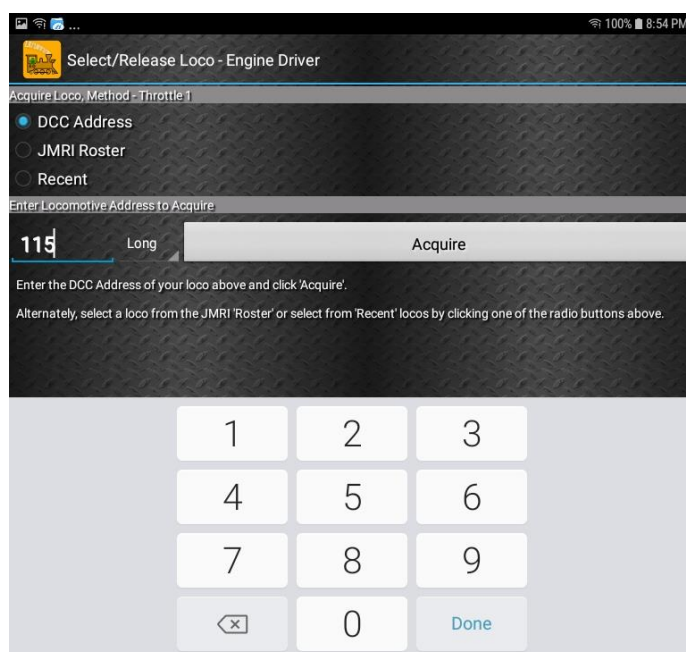 ... 100% 8:54 PM
Select/Release Loco - Engine Driver
Acquire Loco, Method - Throttle 1
DCC Address
JMRI Roster
Recent
Enter Locomotive Address to Acquire
115 Long Acquire
Enter the DCC Address of your loco above and click 'Acquire'.
Alternately, select a loco from the JMRI 'Roster' or select from 'Recent' locos by clicking one of the radio buttons above.
1 2 3
4 5 6
7 8 9
0 Done